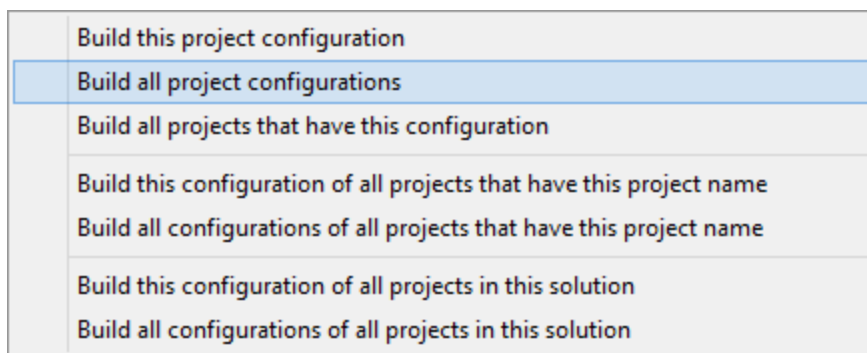 Build this project configuration
Build all project configurations
Build all projects that have this configuration
Build this configuration of all projects that have this project name
Build all configurations of all projects that have this project name
Build this configuration of all projects in this solution
Build all configurations of all projects in this solution